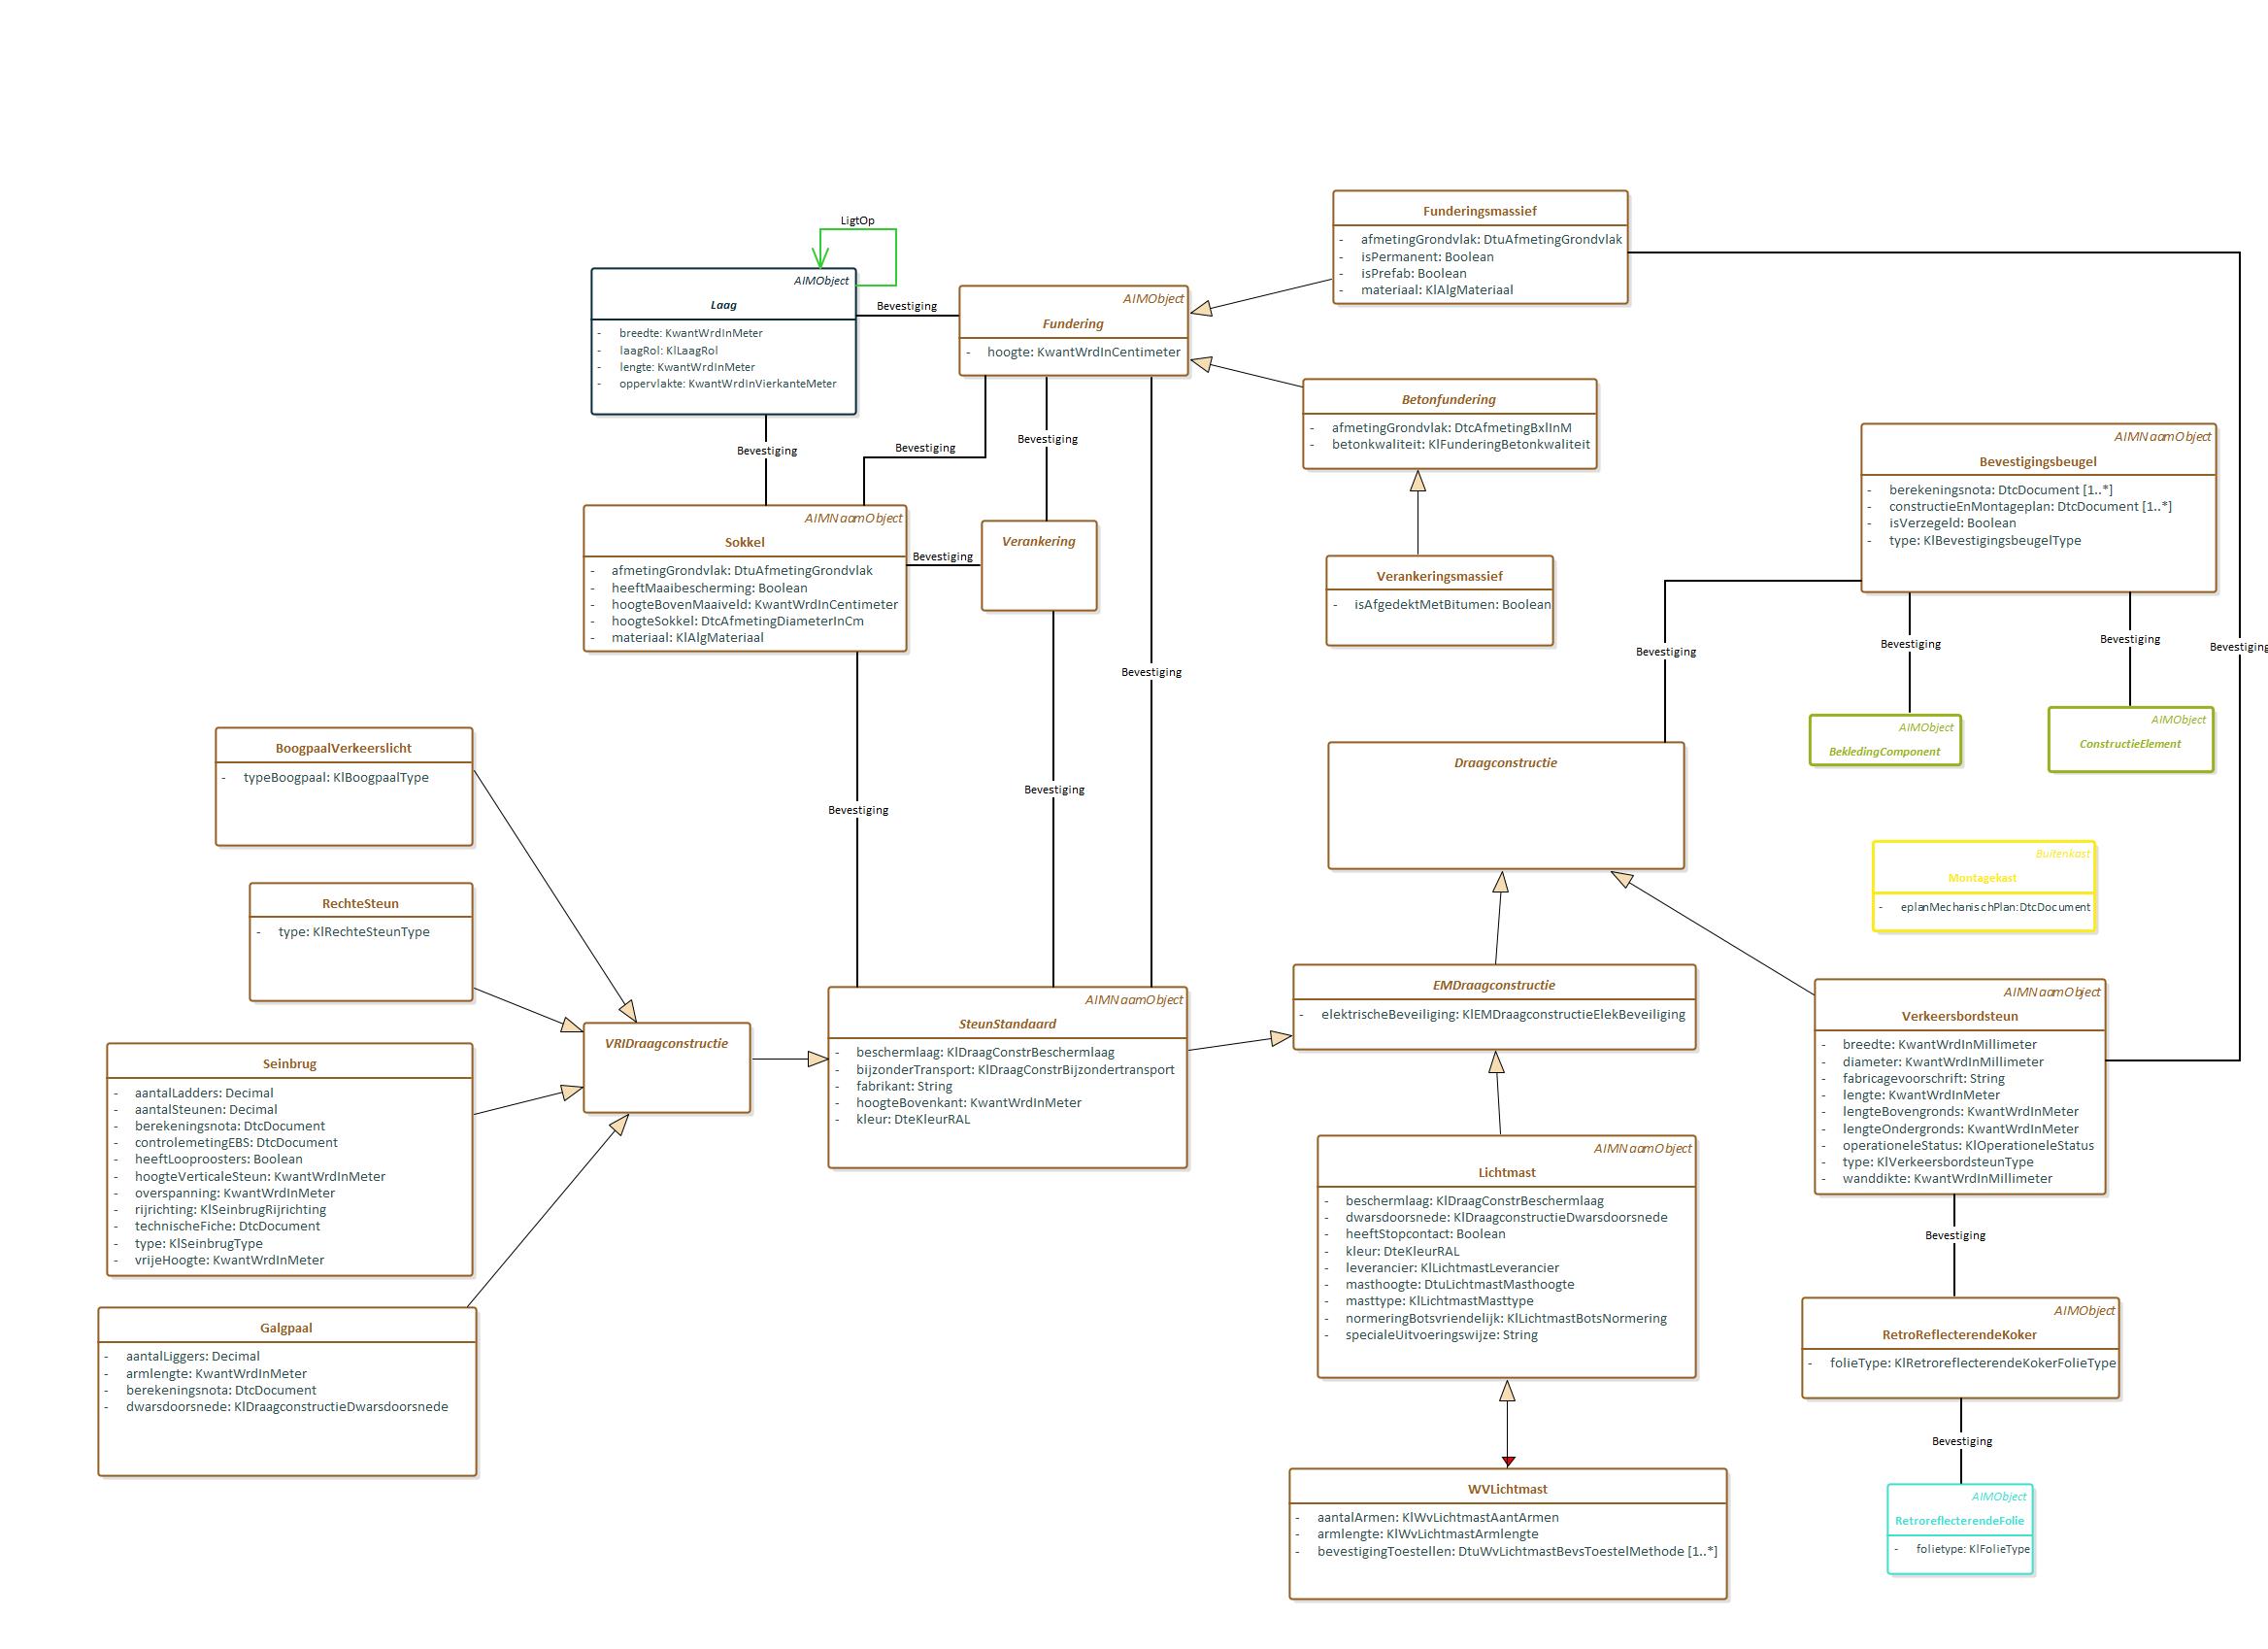 LigtOp
AIMObject
Laag
- breedte: KwantWrdInMeter
- laagRol: KlLaagRol
- lengte: KwantWrdInMeter
- oppervlakte: KwantWrdInVierkanteMeter
Bevestiging
AIMObject
Fundering
- hoogte: KwantWrdInCentimeter
Funderingsmassief
- afmetingGrondvlak: DtuAfmetingGrondvlak
- isPermanent: Boolean
- isPrefab: Boolean
- materiaal: KlAlgMateriaal
Betonfundering
- afmetingGrondvlak: DtcAfmetingBxlInM
- betonkwaliteit: KlFunderingBetonkwaliteit
Bevestiging
Bevestiging
Bevestiging
AIMNaamObject
Sokkel
- afmetingGrondvlak: DtuAfmetingGrondvlak
- heeftMaaibescherming: Boolean
- hoogteBovenMaaiveld: KwantWrdInCentimeter
- hoogteSokkel: DtcAfmetingDiameterInCm
- materiaal: KlAlgMateriaal
Bevestiging
Verankering
Verankeringsmassief
- isAfgedektMetBitumen: Boolean
AIMNaamObject
Bevestigingsbeugel
- berekeningsnota: DtcDocument [1..*]
- constructieEnMontageplan: DtcDocument [1..*]
- isVerzegeld: Boolean
- type: KlBevestigingsbeugelType
Bevestiging
Bevestiging
Bevestiging
Bevestiging
Bevestiging
AIMObject
BekledingComponent
AIMObject
ConstructieElement
BoogpaalVerkeerslicht
- typeBoogpaal: KlBoogpaalType
Bevestiging
Bevestiging
Draagconstructie
Buitenkast
Montagekast
- eplanMechanischPlan:DtcDocument
RechteSteun
- type: KlRechteSteunType
Seinbrug
- aantalLadders: Decimal
- aantalSteunen: Decimal
- berekeningsnota: DtcDocument
- controlemetingEBS: DtcDocument
- heeftLooproosters: Boolean
- hoogteVerticaleSteun: KwantWrdInMeter
- overspanning: KwantWrdInMeter
- rijrichting: KlSeinbrugRijrichting
- technischeFiche: DtcDocument
- type: KlSeinbrugType
- vrijeHoogte: KwantWrdInMeter
VRIDraagconstructie
AIMNaamObject
SteunStandaard
- beschermlaag: KlDraagConstrBeschermlaag
- bijzonderTransport: KlDraagConstrBijzondertransport
- fabrikant: String
- hoogteBovenkant: KwantWrdInMeter
- kleur: DteKleurRAL
EMDraagconstructie
- elektrischeBeveiliging: KlEMDraagconstructieElekBeveiliging
AIMNaamObject
Verkeersbordsteun
- breedte: KwantWrdInMillimeter
- diameter: KwantWrdInMillimeter
- fabricagevoorschrift: String
- lengte: KwantWrdInMeter
- lengteBovengronds: KwantWrdInMeter
- lengteOndergronds: KwantWrdInMeter
- operationeleStatus: KlOperationeleStatus
- type: KlVerkeersbordsteunType
- wanddikte: KwantWrdInMillimeter
AIMNaamObject
Lichtmast
- beschermlaag: KlDraagConstrBeschermlaag
- dwarsdoorsnede: KlDraagconstructieDwarsdoorsnede
- heeftStopcontact: Boolean
- kleur: DteKleurRAL
- leverancier: KlLichtmastLeverancier
- masthoogte: DtuLichtmastMasthoogte
- masttype: KlLichtmastMasttype
- normeringBotsvriendelijk: KlLichtmastBotsNormering
- specialeUitvoeringswijze: String
Bevestiging
Galgpaal
- aantalLiggers: Decimal
- armlengte: KwantWrdInMeter
- berekeningsnota: DtcDocument
- dwarsdoorsnede: KlDraagconstructieDwarsdoorsnede
AIMObject
RetroReflecterendeKoker
- folieType: KlRetroreflecterendeKokerFolieType
Bevestiging
WVLichtmast
- aantalArmen: KlWvLichtmastAantArmen
- armlengte: KlWvLichtmastArmlengte
- bevestigingToestellen: DtuWvLichtmastBevsToestelMethode [1..*]
AIMObject
RetroreflecterendeFolie
- folietype: KlFolieType